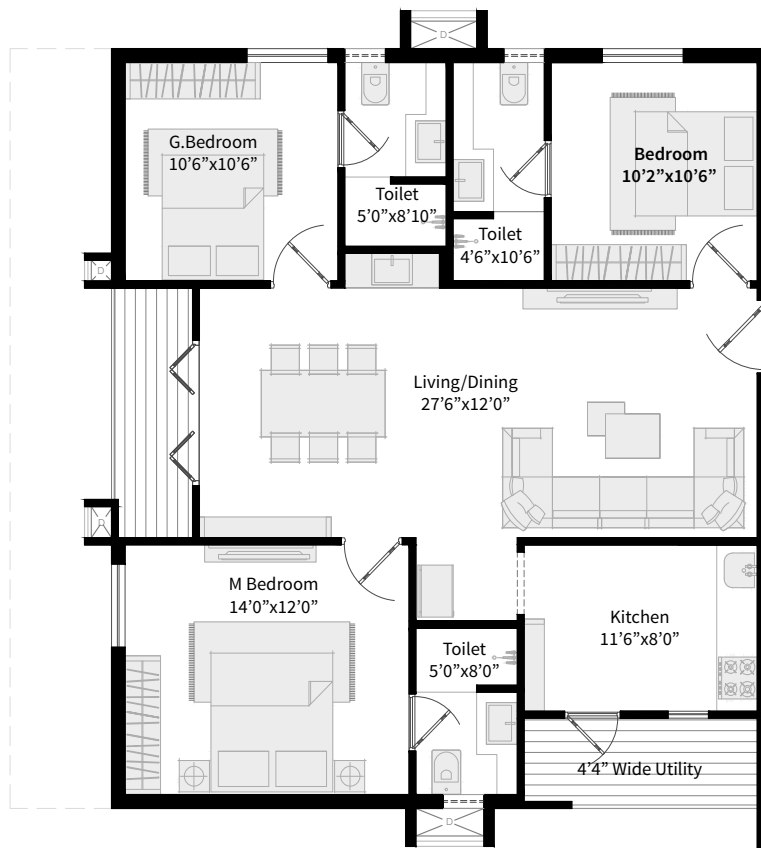 D
G.Bedroom
10’6”x10’6”
Bedroom
10’2”x10’6”
Toilet
5’0”x8’10”
Toilet
4’6”x10’6”
D
Living/Dining
27’6”x12’0”
D
M Bedroom
14’0”x12’0”
Kitchen
11’6”x8’0”
Toilet
5’0”x8’0”
4’4” Wide Utility
D